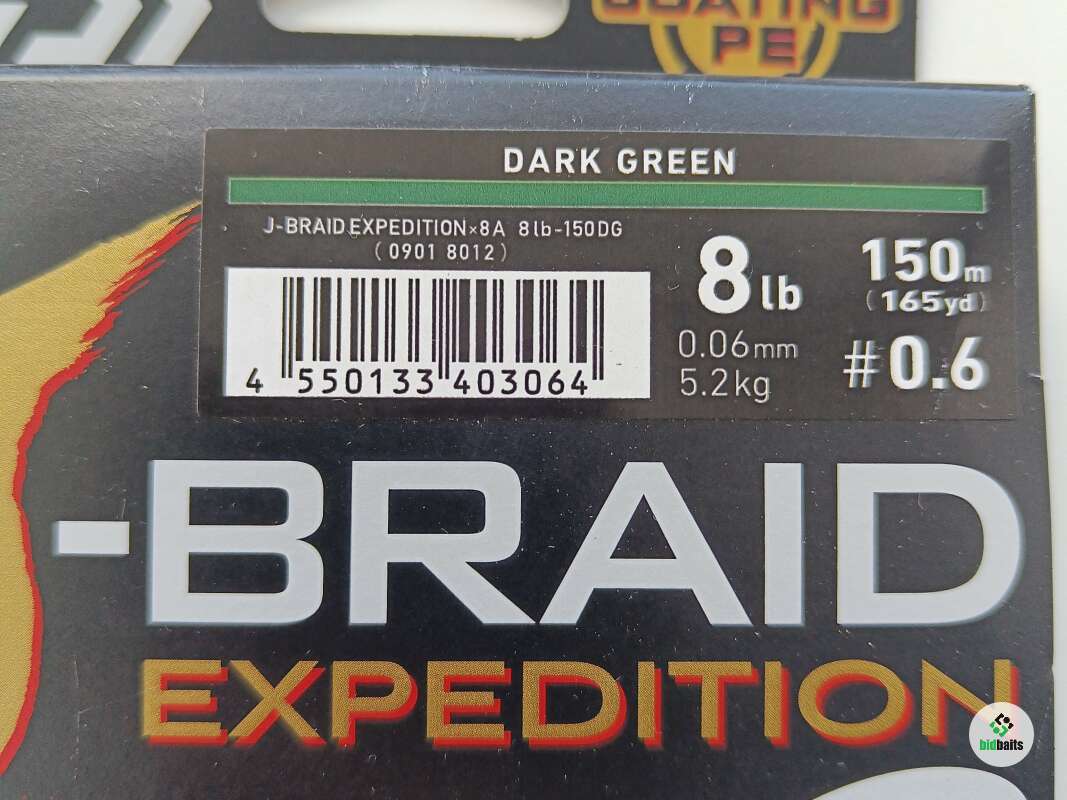 COATING
PE
DARK GREEN
J-BRAID EXPEDITION×8A 8lb-150DG
(0901 8012)
4 550133 403064
8lb
0.06mm
5.2kg
150m
(165yd)
#0.6
-BRAID
EXPEDITION
bidbaits